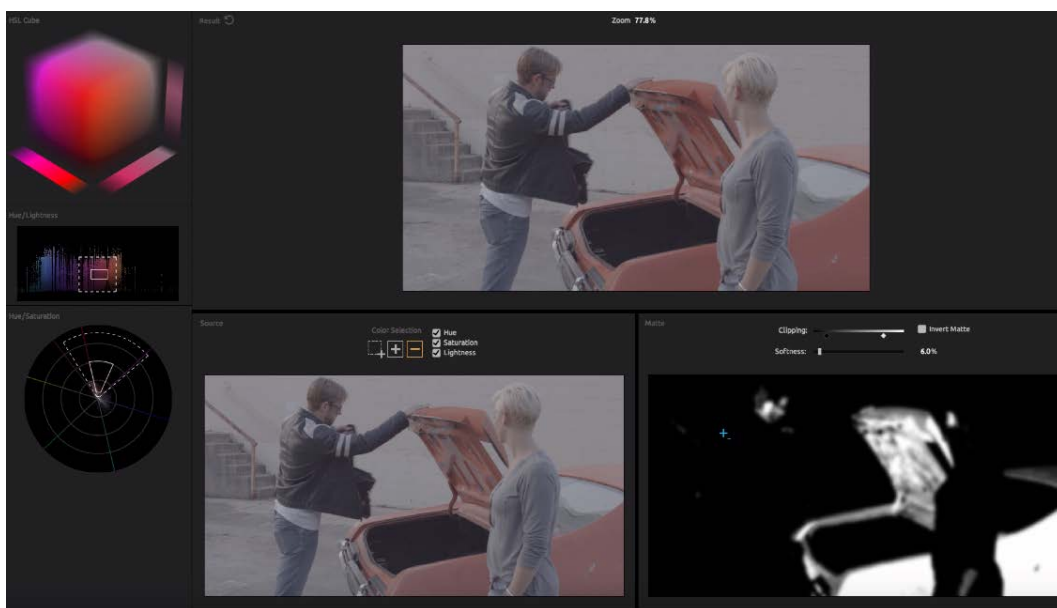 HSL Cube
Result
Zoom 77.8%
Hue/Lightness
Hue/Saturation
Source
Color Selection
Hue
Saturation
Lightness
Matte
Clipping:
Invert Matte
Softness:
6.0%